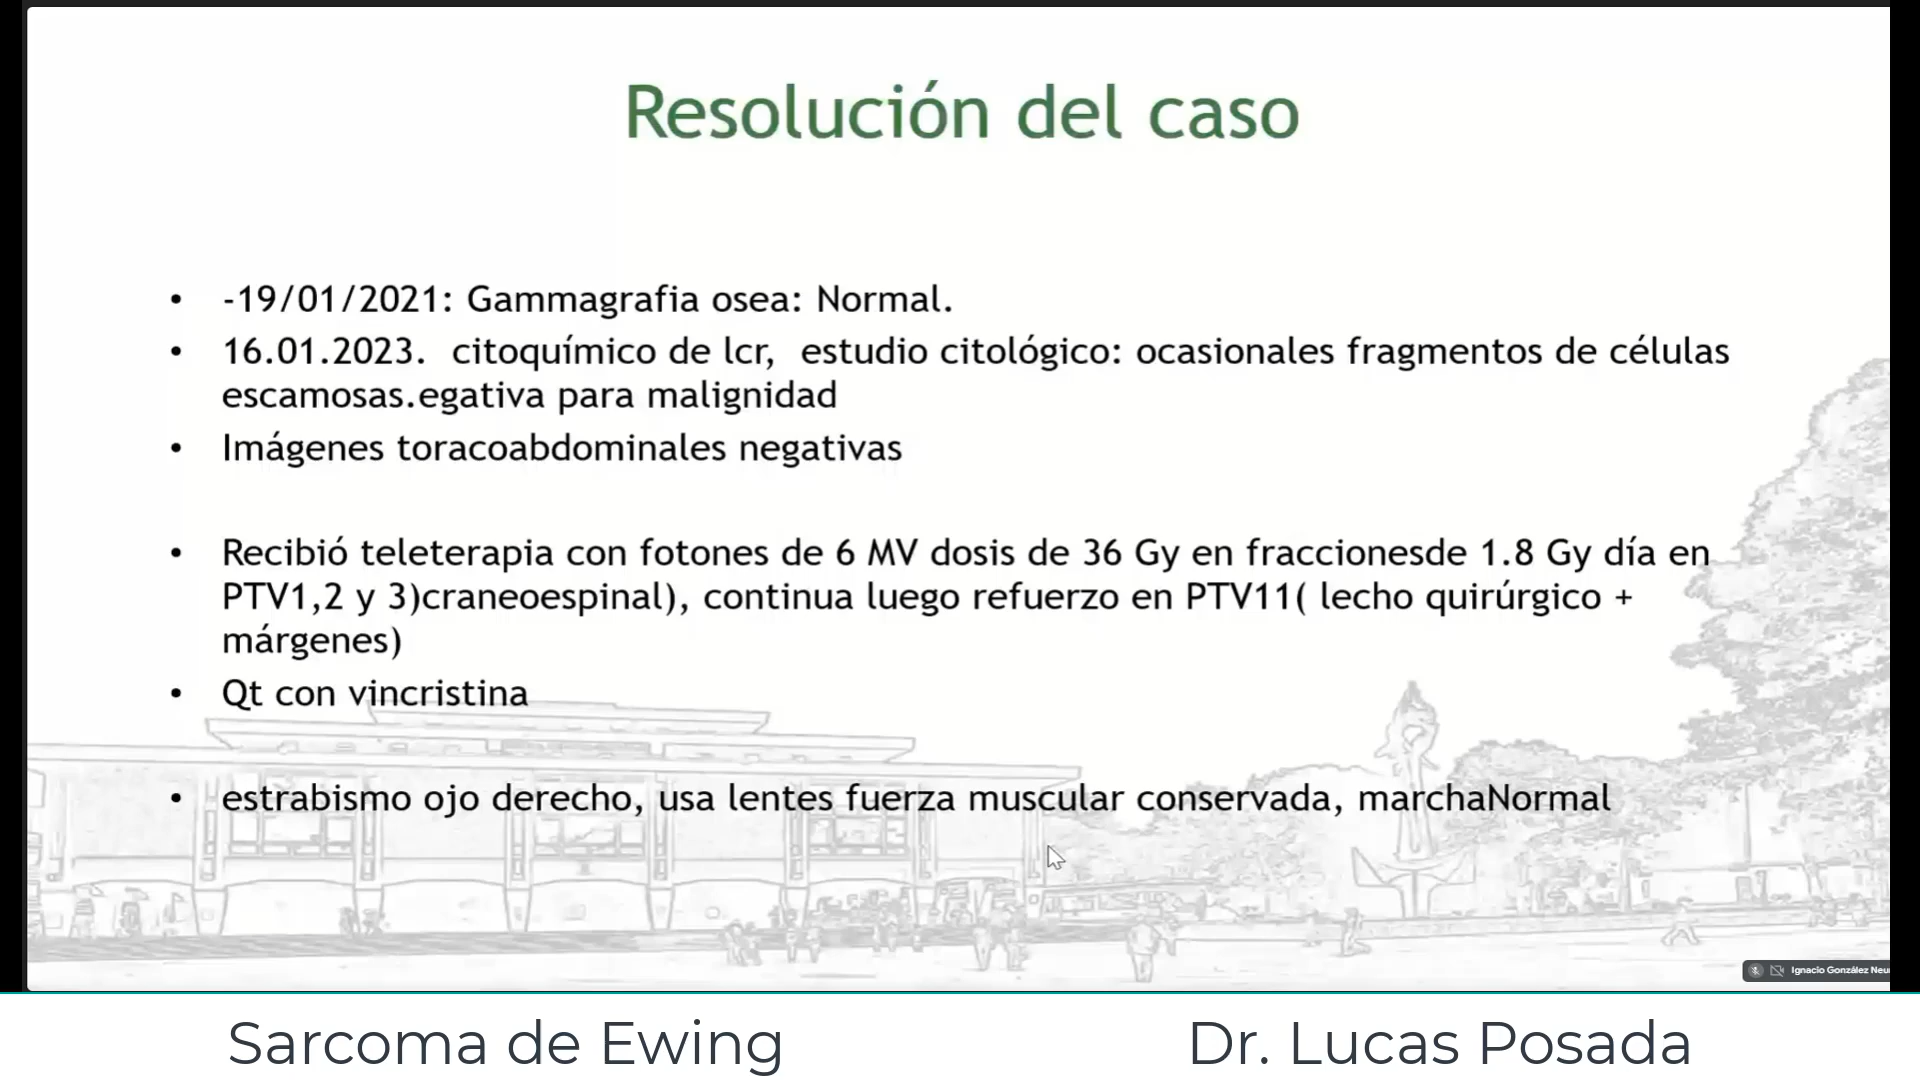 Resolución del caso
• -19/01/2021: Gammagrafia osea: Normal.
• 16.01.2023. citoquímico de lcr, estudio citológico: ocasionales fragmentos de células
escamosas.egativa para malignidad
• Imágenes toracoabdominales negativas
• Recibió teleterapia con fotones de 6 MV dosis de 36 Gy en fraccionesde 1.8 Gy día en
PTV1,2 y 3)craneoespinal), continua luego refuerzo en PTV11( lecho quirúrgico +
márgenes)
• Qt con vincristina
• estrabismo ojo derecho, usa lentes fuerza muscular conservada, marchaNormal
Ignacio González Neu
Sarcoma de Ewing
Dr. Lucas Posada